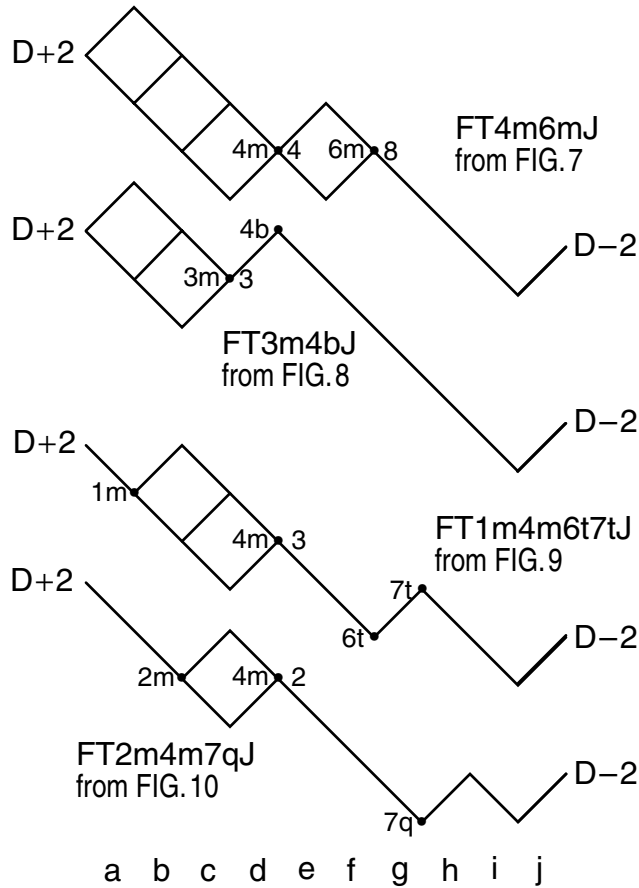 D+2
4m 4 6m 8
FT4m6mJ
from FIG.7
D−2
D+2
4b
3m 3
FT3m4bJ
from FIG.8
D−2
D+2
1m
4m 3
FT1m4m6t7tJ
from FIG.9
7t
6t
D−2
D+2
2m 4m 2
FT2m4m7qJ
from FIG.10
D−2
7q
a b c d e f g h i j